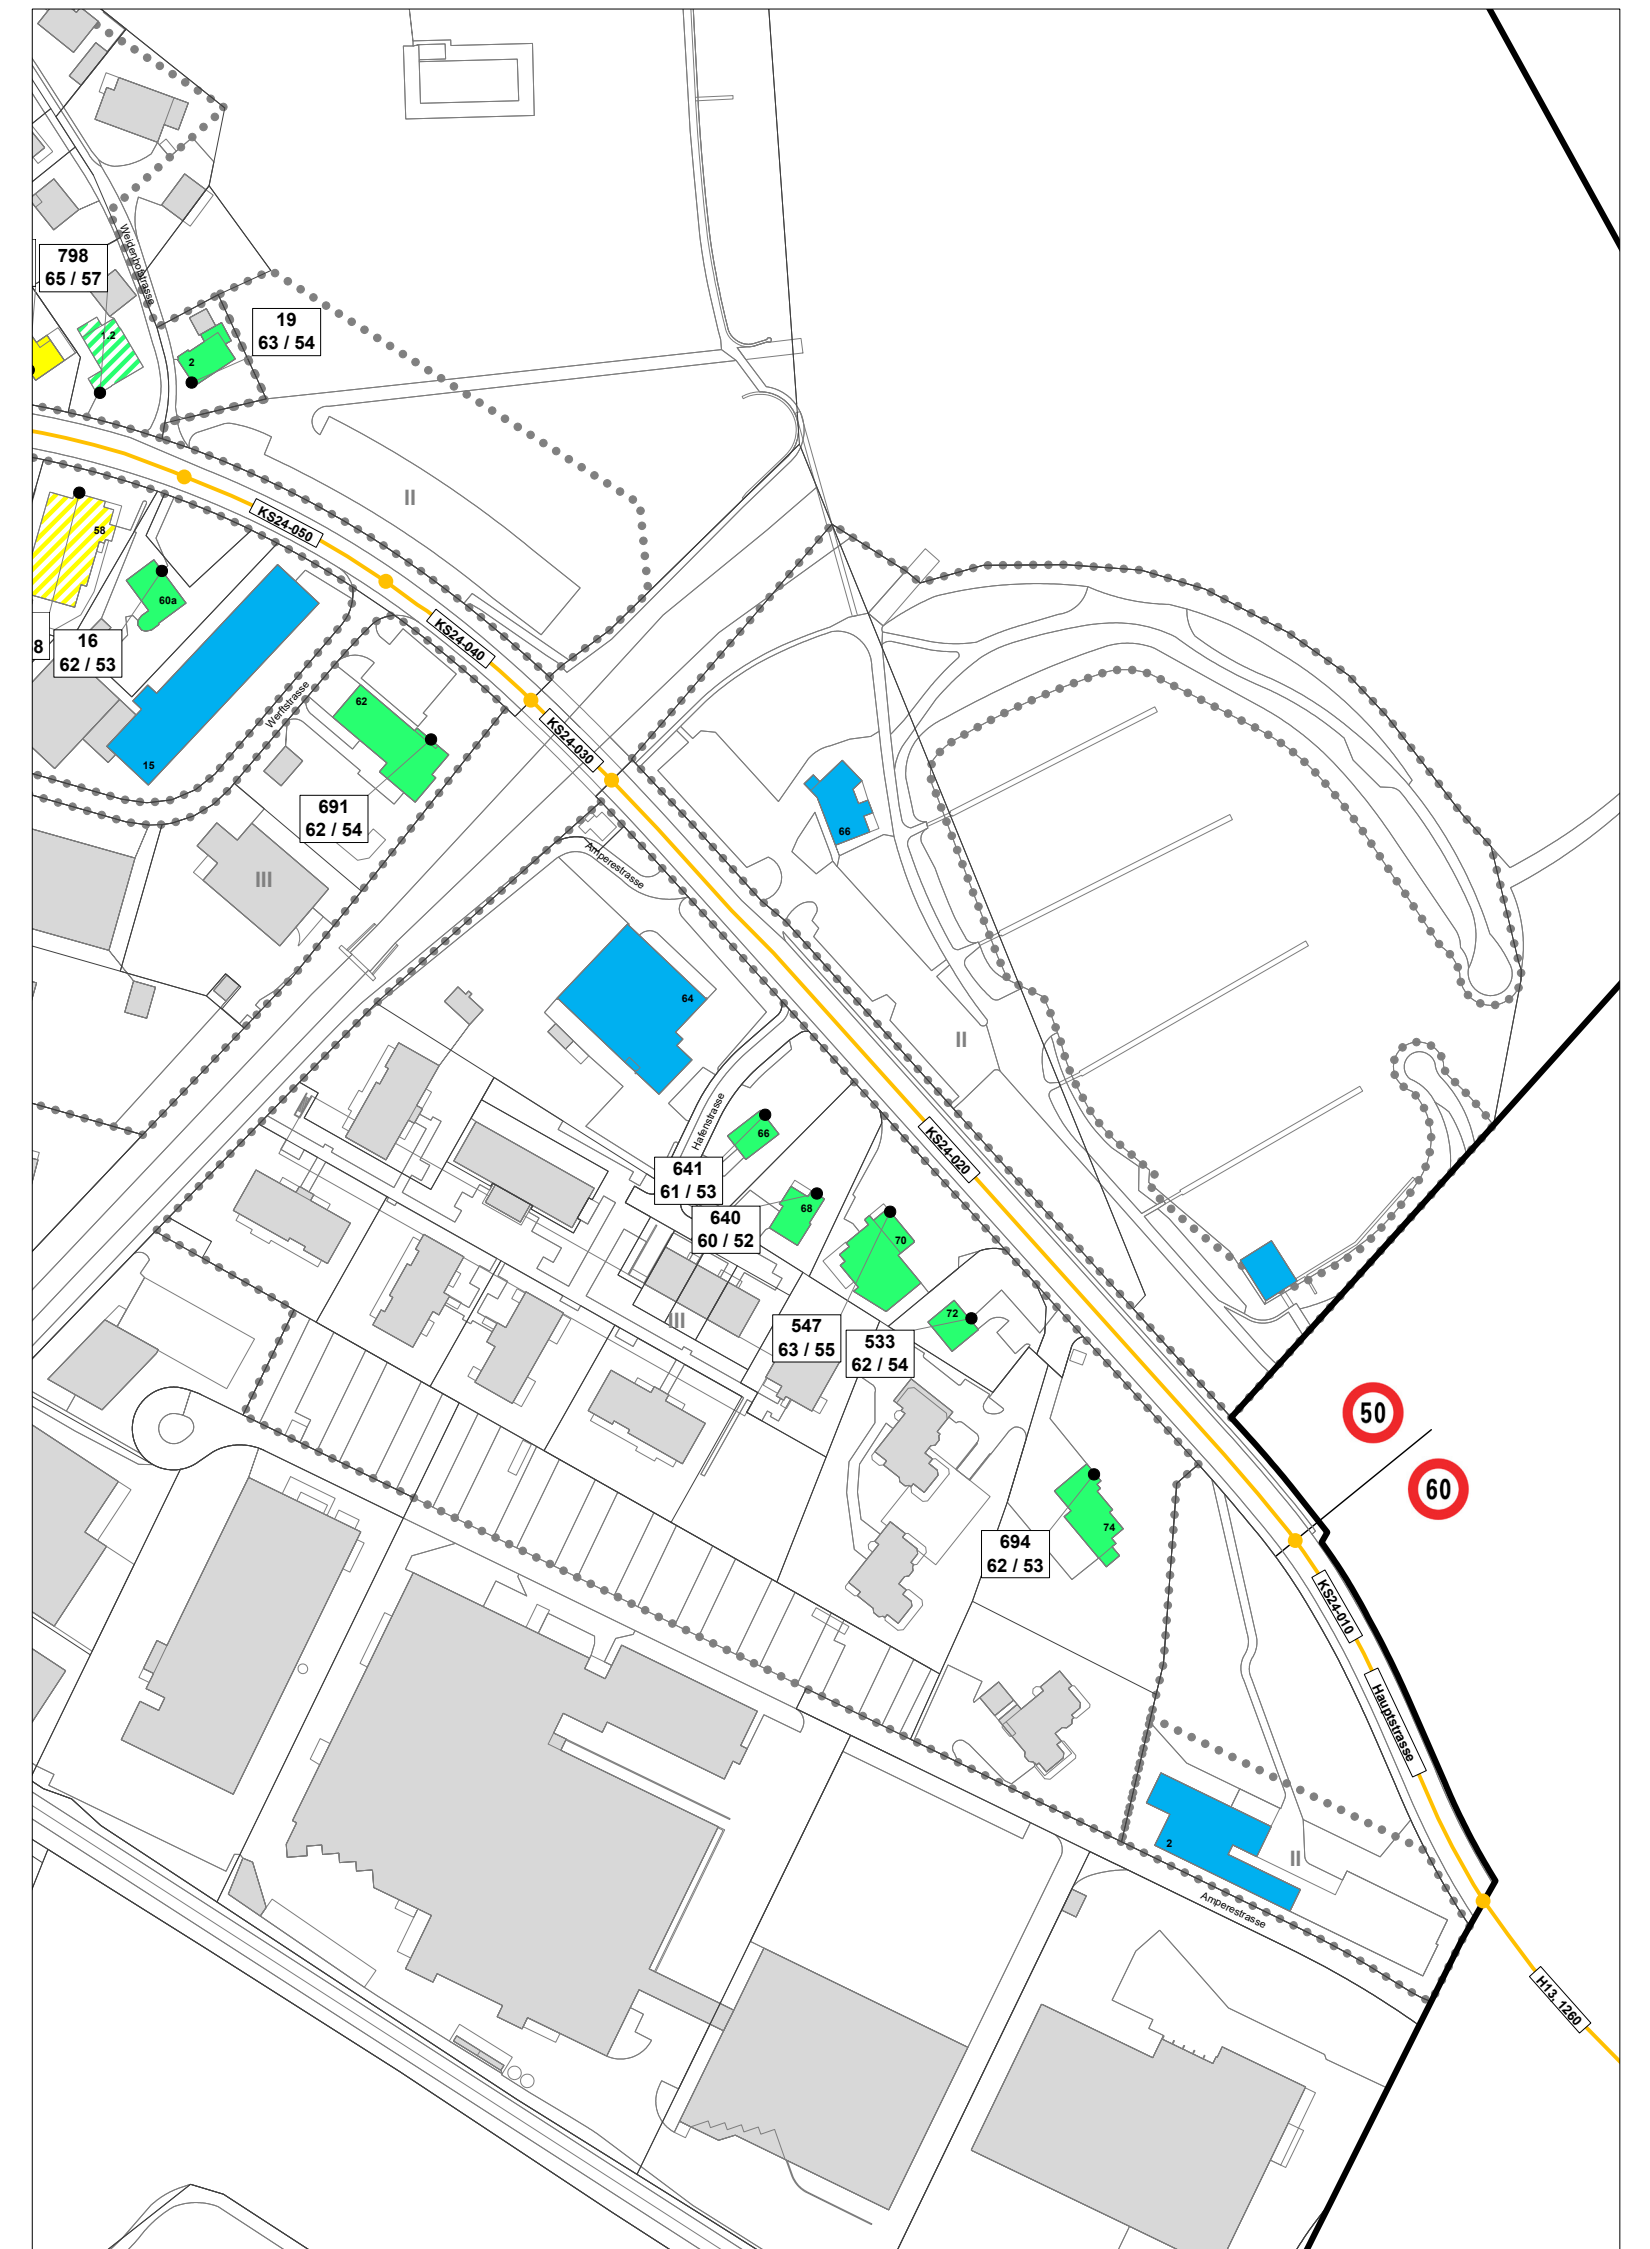 Weidenhofstrasse
798
65 / 57
1.2
2
19
63 / 54
II
KS24-050
58
60a
8
16
62 / 53
KS24-040
62
Werftstrasse
KS24-030
15
691
62 / 54
66
Amperestrasse
III
64
II
Hafenstrasse
66
KS24-020
641
61 / 53
68
640
60 / 52
70
72
III
547
63 / 55
533
62 / 54
50
60
74
694
62 / 53
KS24-010
Hauptstrasse
2
II
Amperestrasse
H13. 1260